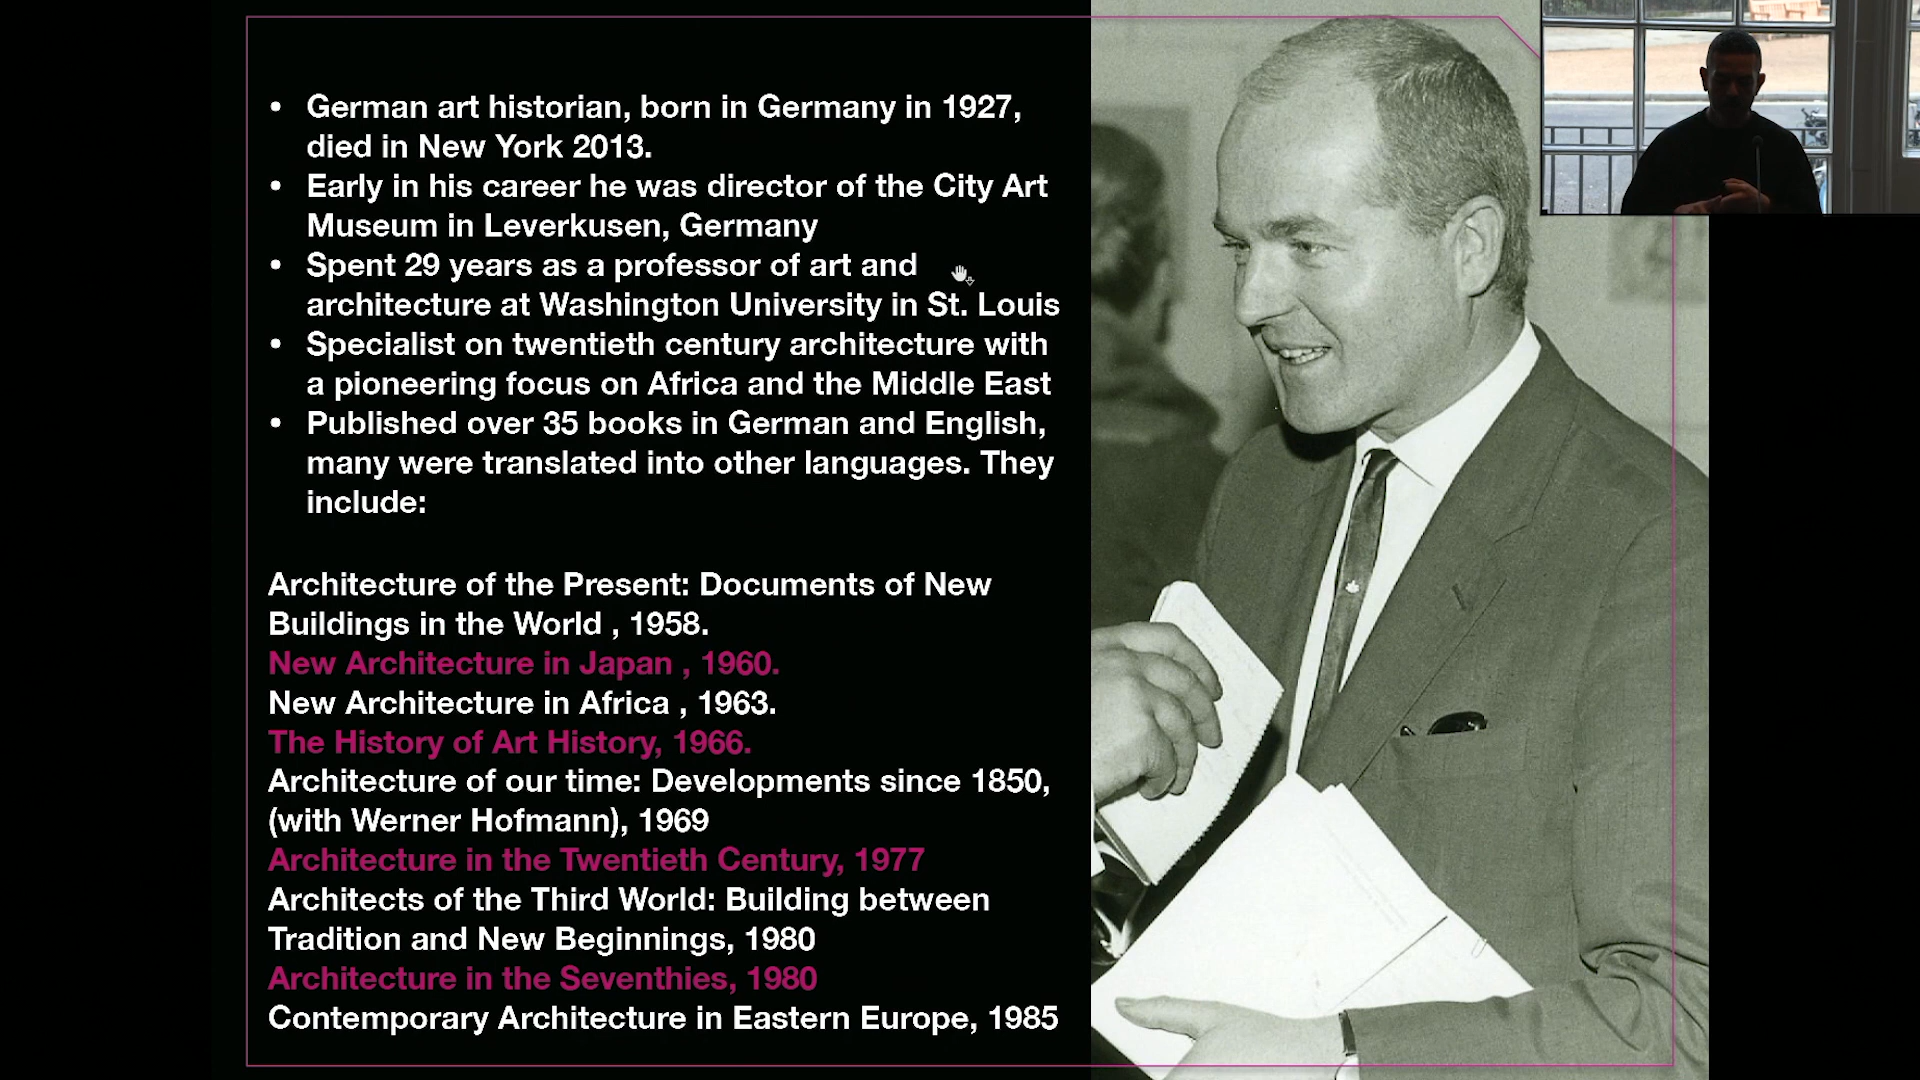 • German art historian, born in Germany in 1927,
died in New York 2013.
• Early in his career he was director of the City Art
Museum in Leverkusen, Germany
• Spent 29 years as a professor of art and
architecture at Washington University in St. Louis
• Specialist on twentieth century architecture with
a pioneering focus on Africa and the Middle East
• Published over 35 books in German and English,
many were translated into other languages. They
include:
Architecture of the Present: Documents of New
Buildings in the World , 1958.
New Architecture in Japan , 1960.
New Architecture in Africa , 1963.
The History of Art History, 1966.
Architecture of our time: Developments since 1850,
(with Werner Hofmann), 1969
Architecture in the Twentieth Century, 1977
Architects of the Third World: Building between
Tradition and New Beginnings, 1980
Architecture in the Seventhies, 1980
Contemporary Architecture in Eastern Europe, 1985